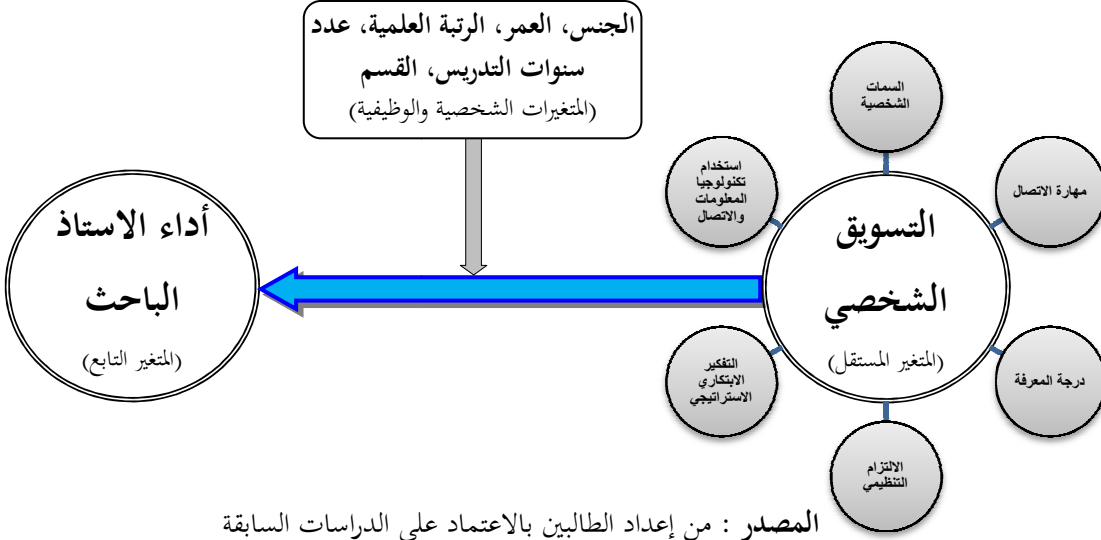 الجنس، العمر، الرتبة العلمية، عدد
سنوات التدريس، القسم
(المتغيرات الشخصية والوظيفية)
السمات
الشخصية
مهارة الاتصال
استخدام
تكنولوجيا
المعلومات
والاتصال
التسويق
الشخصي
(المتغير المستقل)
أداء الاستاذ
الباحث
(المتغير التابع)
درجة المعرفة
التفكير
الابتكاري
الاستراتيجي
الالتزام
التنظيمي
المصدر : من إعداد الطالبين بالاعتماد على الدراسات السابقة